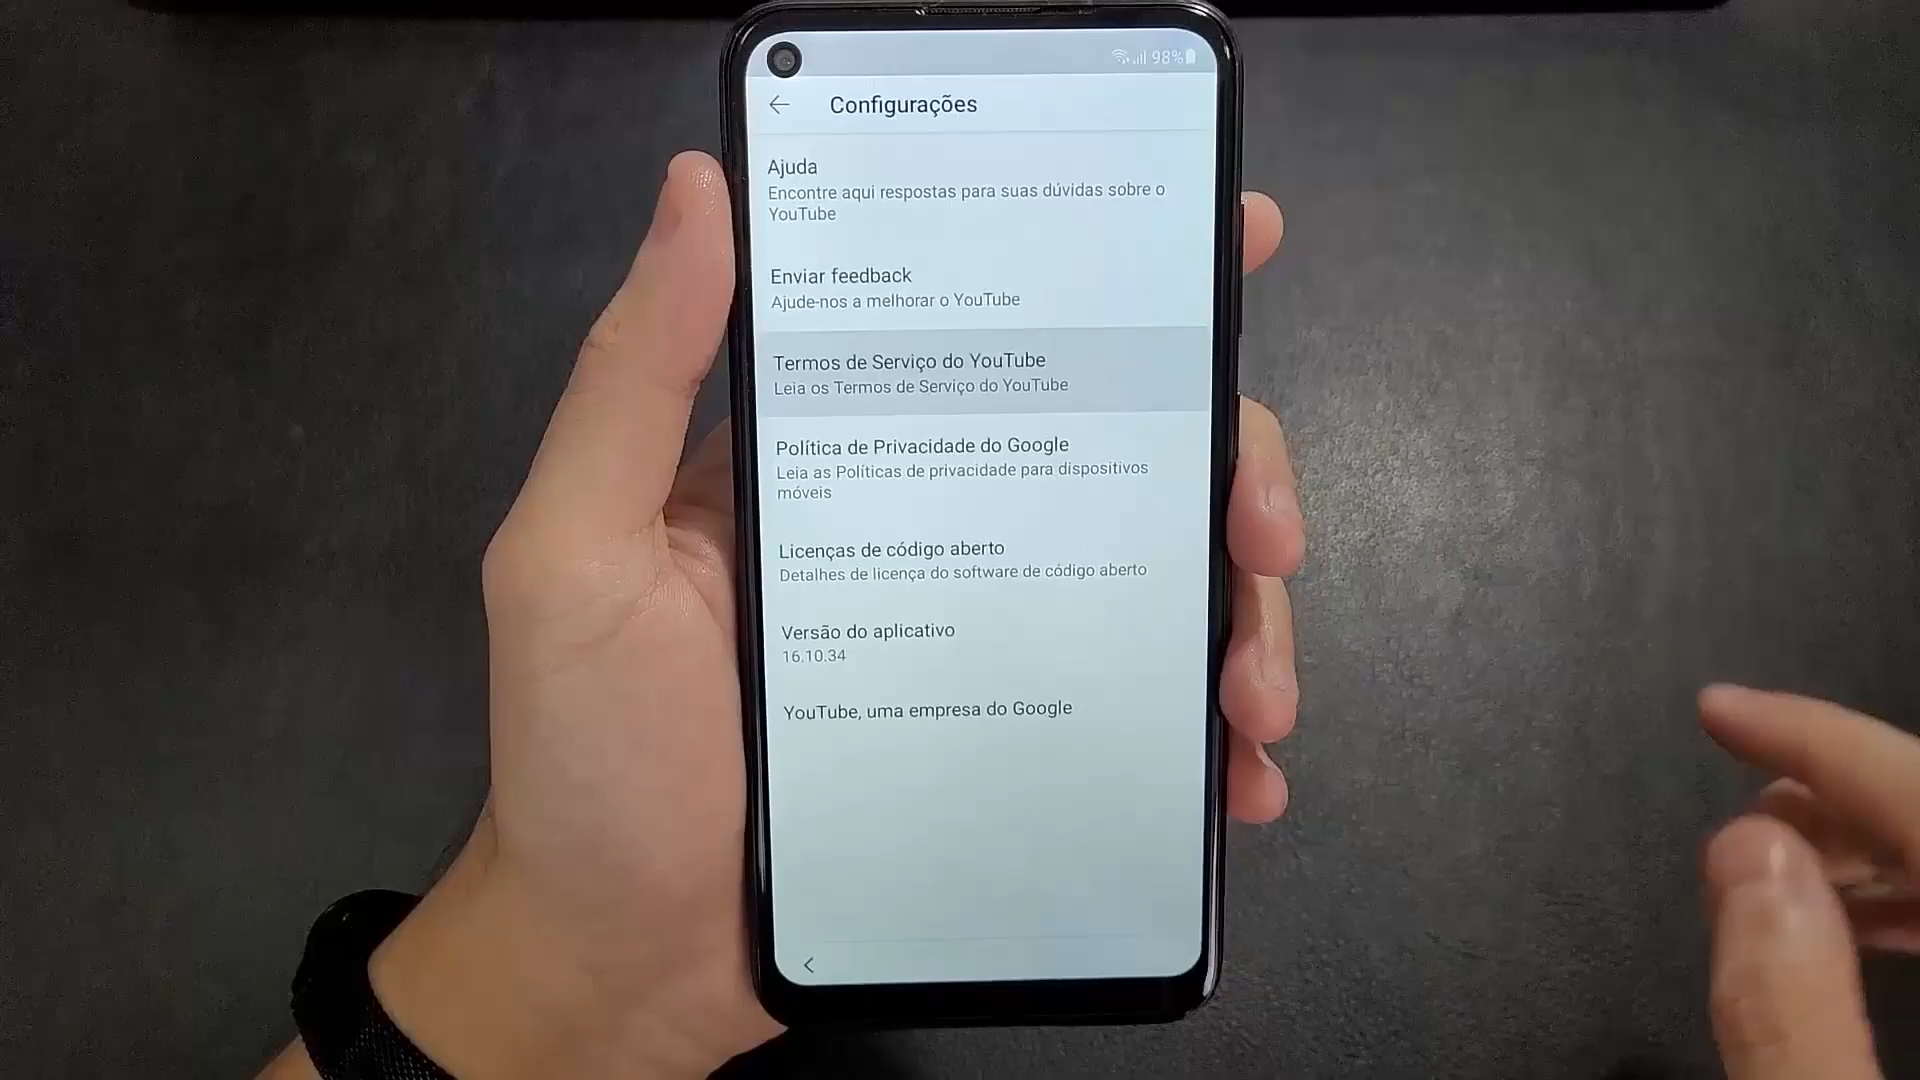 98%
Configurações
Ajuda
Encontre aqui respostas para suas dúvidas sobre o
YouTube
Enviar feedback
Ajude-nos a melhorar o YouTube
Termos de Serviço do YouTube
Leia os Termos de Serviço do YouTube
Política de Privacidade do Google
Leia as Políticas de privacidade para dispositivos
móveis
Licenças de código aberto
Detalhes de licença do software de código aberto
Versão do aplicativo
16.10.34
YouTube, uma empresa do Google